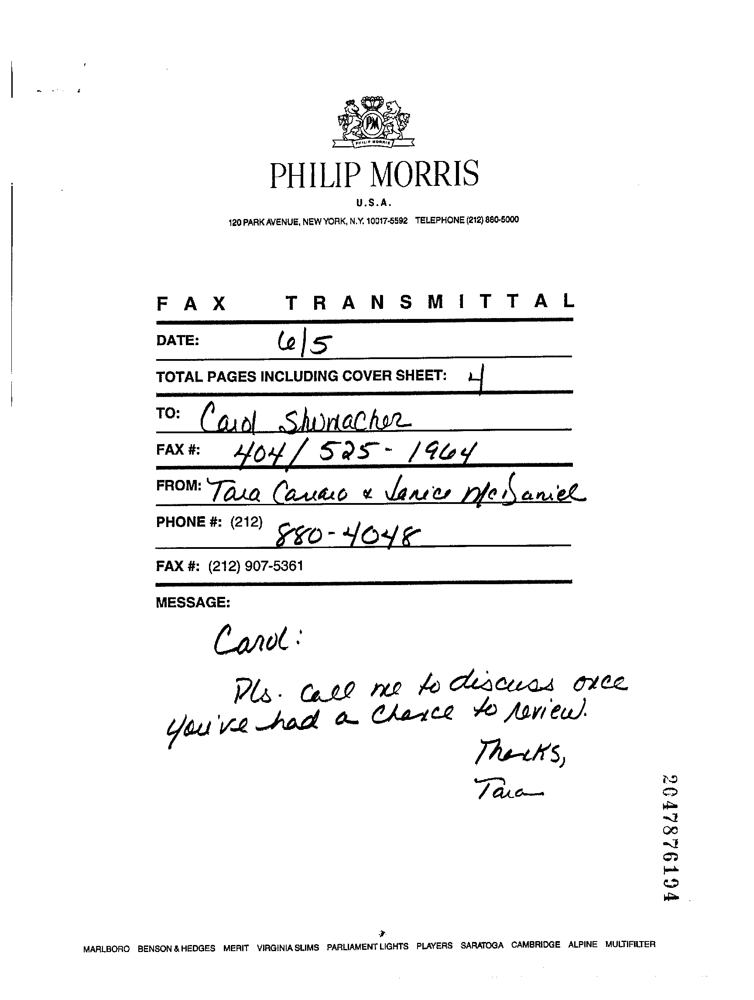 PM
PHILIP MORRIS
PHILIP MORRIS
U.S.A.
120 PARK AVENUE, NEW YORK, N.Y. 10017-5592 TELEPHONE (212) 880-5000
FAX TRANSMITTAL
DATE: 6/5
TOTAL PAGES INCLUDING COVER SHEET: 4
TO: Carol Shumacher
FAX #: 404/525-1964
FROM: Tara Carraro & Janice McDaniel
PHONE #: (212) 880-4048
FAX #: (212) 907-5361
MESSAGE:
Carol:
Pls. call me to discuss once
you've had a chance to review.
Thanks,
Tara
2047876194
MARLBORO BENSON & HEDGES MERIT VIRGINIA SLIMS PARLIAMENT LIGHTS PLAYERS SARATOGA CAMBRIDGE ALPINE MULTIFILTER